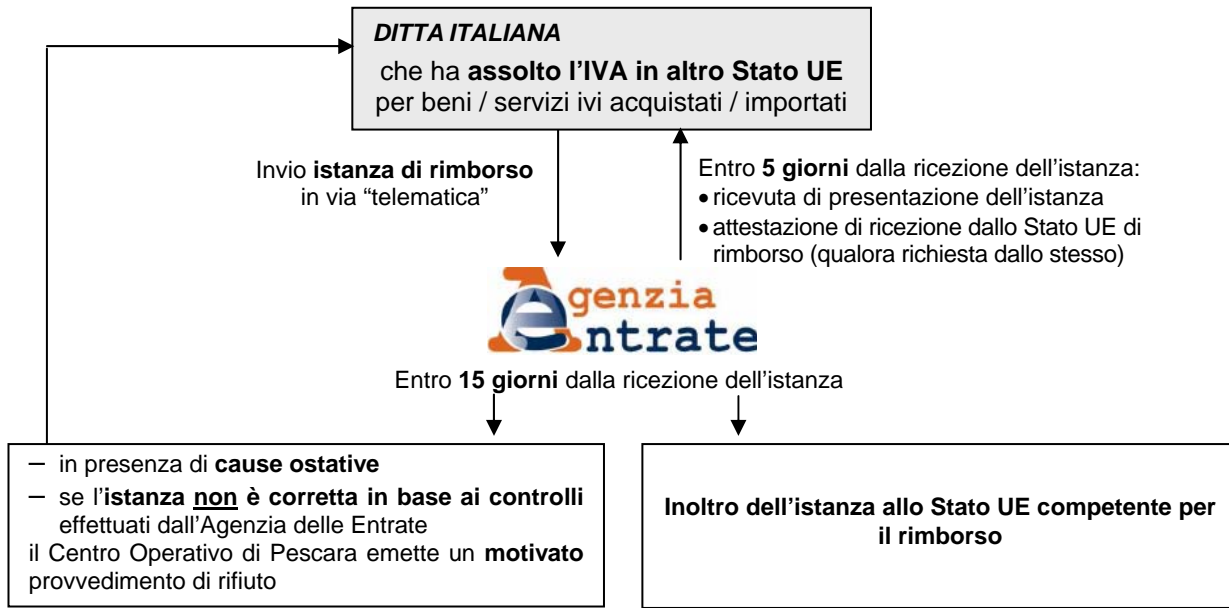 DITTA ITALIANA
che ha assolto l’IVA in altro Stato UE
per beni / servizi ivi acquistati / importati
Invio istanza di rimborso
in via “telematica”
Entro 5 giorni dalla ricezione dell’istanza:
• ricevuta di presentazione dell’istanza
• attestazione di ricezione dallo Stato UE di
rimborso (qualora richiesta dallo stesso)
Agenzia
Entrate
Entro 15 giorni dalla ricezione dell’istanza
– in presenza di cause ostative
– se l’istanza non è corretta in base ai controlli
effettuati dall’Agenzia delle Entrate
il Centro Operativo di Pescara emette un motivato
provvedimento di rifiuto
Inoltro dell’istanza allo Stato UE competente per
il rimborso